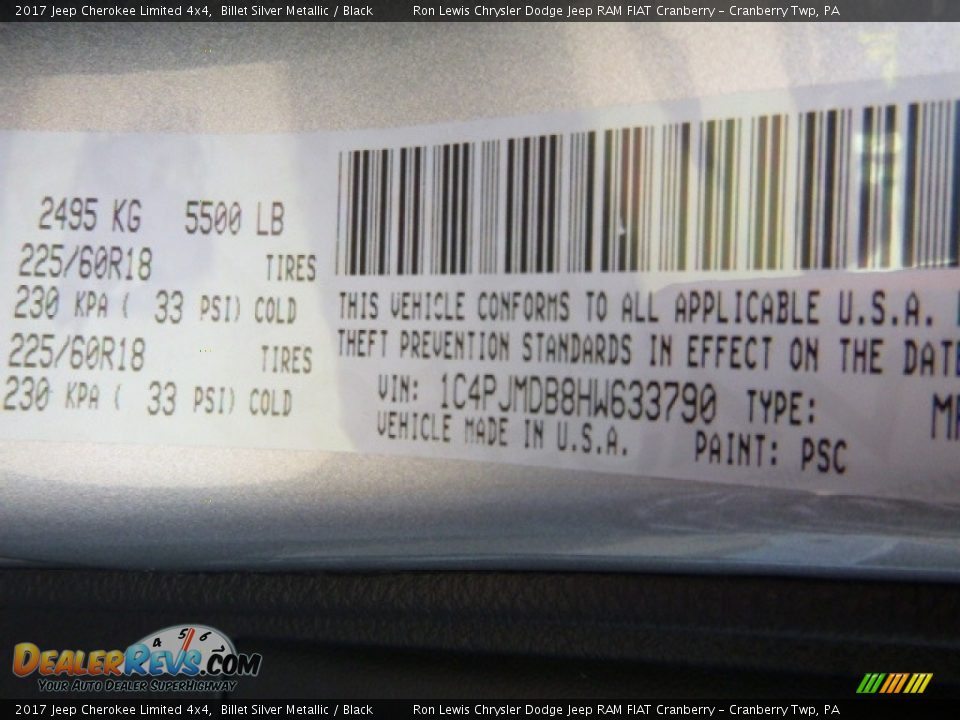 2017 Jeep Cherokee Limited 4x4, Billet Silver Metallic / Black Ron Lewis Chrysler Dodge Jeep RAM FIAT Cranberry – Cranberry Twp, PA
2495 KG 5500 LB
225/60R18 TIRES
230 KPA ( 33 PSI) COLD
225/60R18 TIRES
230 KPA ( 33 PSI) COLD
THIS VEHICLE CONFORMS TO ALL APPLICABLE U.S.A.
THEFT PREVENTION STANDARDS IN EFFECT ON THE DATE
VIN: 1C4PJMDB8HW633790 TYPE:
VEHICLE MADE IN U.S.A. PAINT: PSC
4 5 6
DEALERREVS.COM
YOUR AUTO DEALER SUPERHIGHWAY
2017 Jeep Cherokee Limited 4x4, Billet Silver Metallic / Black Ron Lewis Chrysler Dodge Jeep RAM FIAT Cranberry – Cranberry Twp, PA